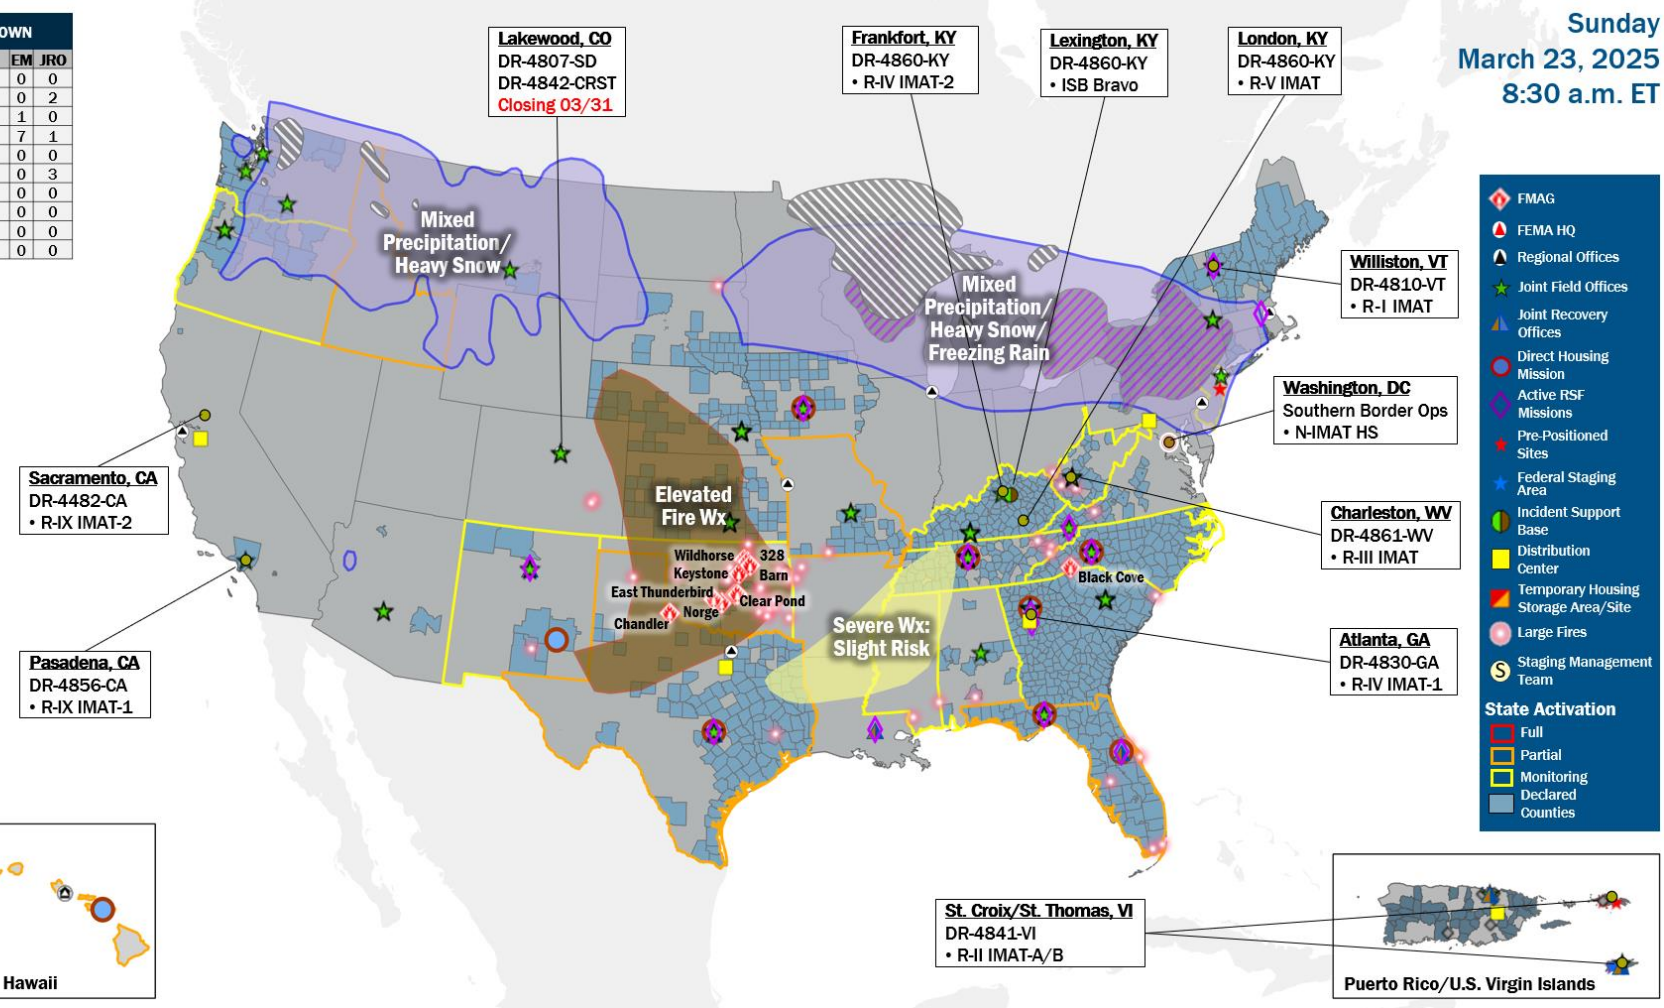 OWN
EM JRO
0 0
0 2
1 0
7 1
0 0
0 3
0 0
0 0
0 0
0 0
Lakewood, CO
DR-4807-SD
DR-4842-CRST
Closing 03/31
Frankfort, KY
DR-4860-KY
• R-IV IMAT-2
Lexington, KY
DR-4860-KY
• ISB Bravo
London, KY
DR-4860-KY
• R-V IMAT
Sunday
March 23, 2025
8:30 a.m. ET
Mixed
Precipitation/
Heavy Snow
Mixed
Precipitation/
Heavy Snow/
Freezing Rain
Williston, VT
DR-4810-VT
• R-I IMAT
Washington, DC
Southern Border Ops
• N-IMAT HS
Sacramento, CA
DR-4482-CA
• R-IX IMAT-2
Elevated
Fire Wx
Charleston, WV
DR-4861-WV
• R-III IMAT
Wildhorse
328
Keystone
Barn
East Thunderbird
Clear Pond
Norge
Chandler
Black Cove
Severe Wx:
Slight Risk
Pasadena, CA
DR-4856-CA
• R-IX IMAT-1
Atlanta, GA
DR-4830-GA
• R-IV IMAT-1
FMAG
FEMA HQ
Regional Offices
Joint Field Offices
Joint Recovery
Offices
Direct Housing
Mission
Active RSF
Missions
Pre-Positioned
Sites
Federal Staging
Area
Incident Support
Base
Distribution
Center
Temporary Housing
Storage Area/Site
Large Fires
S
Staging Management
Team
State Activation
Full
Partial
Monitoring
Declared
Counties
St. Croix/St. Thomas, VI
DR-4841-VI
• R-II IMAT-A/B
Hawaii
Puerto Rico/U.S. Virgin Islands